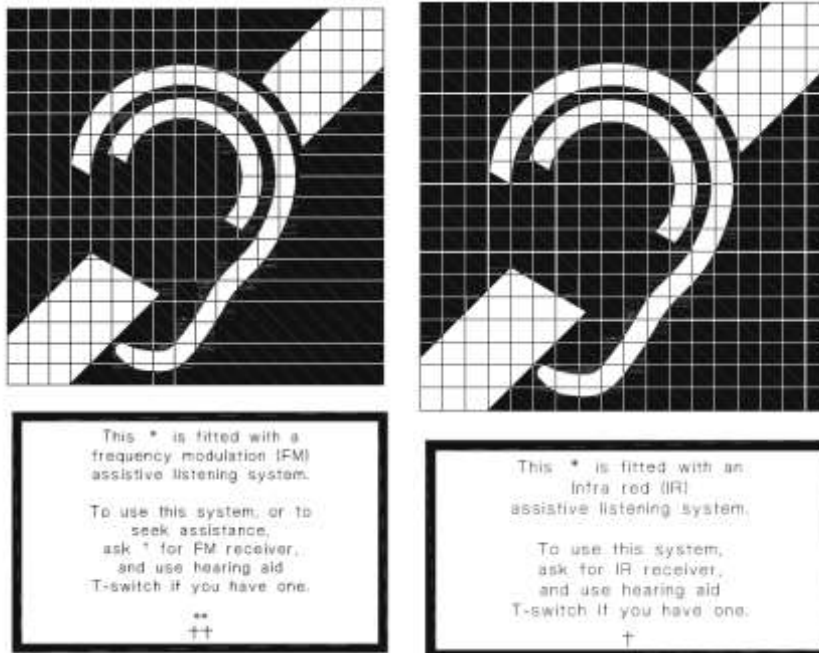 This * is fitted with a
frequency modulation (FM)
assistive listening system.
To use this system, or to
seek assistance,
ask * for FM receiver,
and use hearing aid
T-switch if you have one.
**
††
This * is fitted with an
Infra red (IR)
assistive listening system.
To use this system,
ask for IR receiver,
and use hearing aid
T-switch if you have one.
†